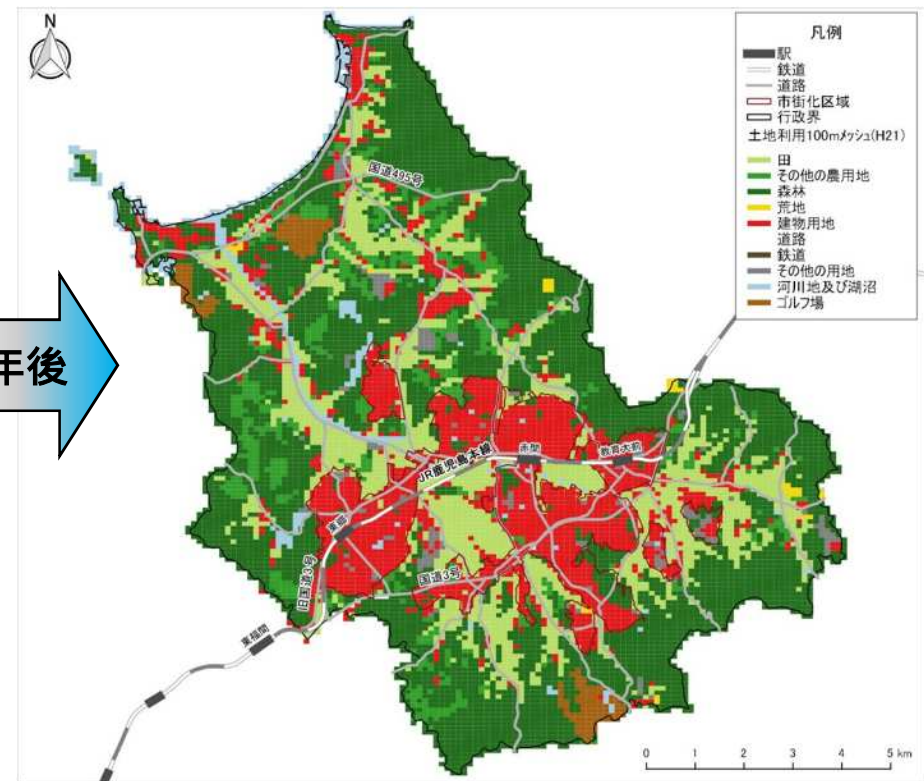 N
年後
凡例
駅
鉄道
道路
市街化区域
行政界
土地利用100mメッシュ(H21)
田
その他の農用地
森林
荒地
建物用地
道路
鉄道
その他の用地
河川地及び湖沼
ゴルフ場
国道495号
JR鹿児島本線
赤間
教育大前
東郷
旧国道3号
国道3号
東福間
0 1 2 3 4 5 km